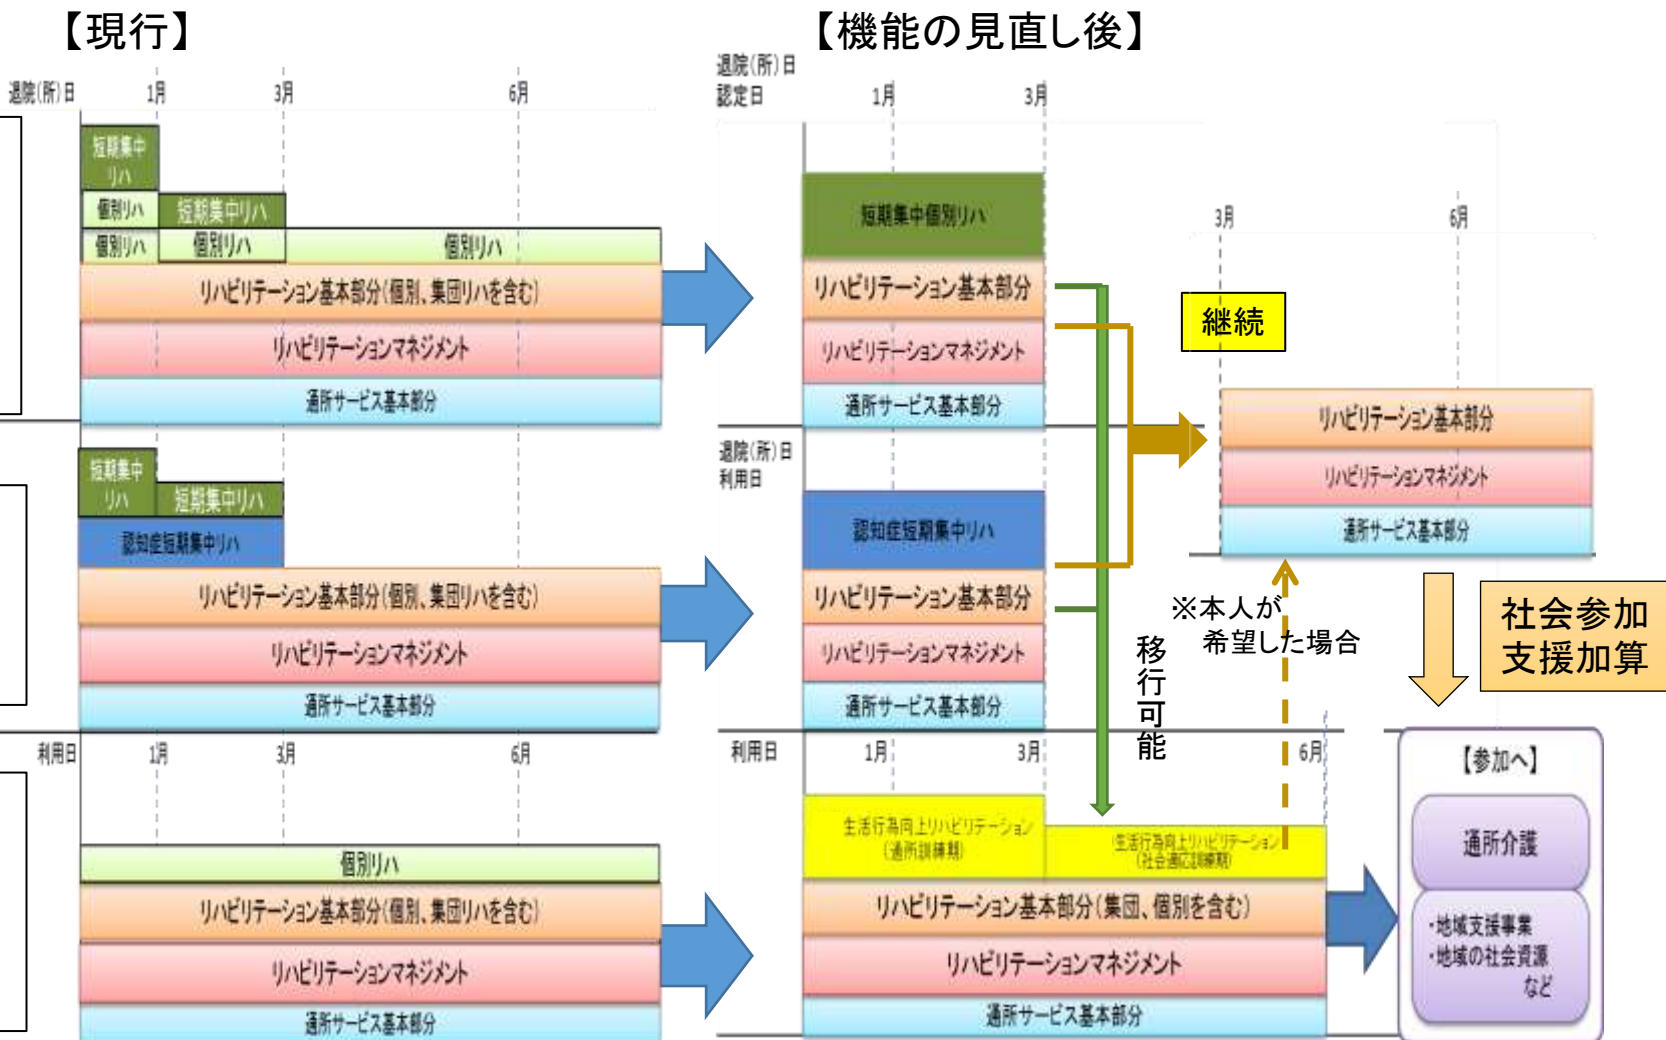 【現行】
退院(所)日
1月
3月
6月
短期集中
リハ
個別リハ
短期集中リハ
個別リハ
個別リハ
個別リハ
リハビリテーション基本部分(個別、集団リハを含む)
リハビリテーションマネジメント
通所サービス基本部分
短期集中
リハ
短期集中リハ
認知症短期集中リハ
リハビリテーション基本部分(個別、集団リハを含む)
リハビリテーションマネジメント
通所サービス基本部分
利用日
1月
3月
6月
個別リハ
リハビリテーション基本部分(個別、集団リハを含む)
リハビリテーションマネジメント
通所サービス基本部分
【機能の見直し後】
退院(所)日
認定日
1月
3月
短期集中個別リハ
リハビリテーション基本部分
リハビリテーションマネジメント
通所サービス基本部分
退院(所)日
利用日
認知症短期集中リハ
リハビリテーション基本部分
リハビリテーションマネジメント
通所サービス基本部分
3月
6月
継続
リハビリテーション基本部分
リハビリテーションマネジメント
通所サービス基本部分
※本人が
希望した場合
移行可能
社会参加
支援加算
利用日
1月
3月
6月
生活行為向上リハビリテーション
(通所訓練期)
生活行為向上リハビリテーション
(社会適応訓練期)
リハビリテーション基本部分(集団、個別を含む)
リハビリテーションマネジメント
通所サービス基本部分
【参加へ】
通所介護
・地域支援事業
・地域の社会資源
など